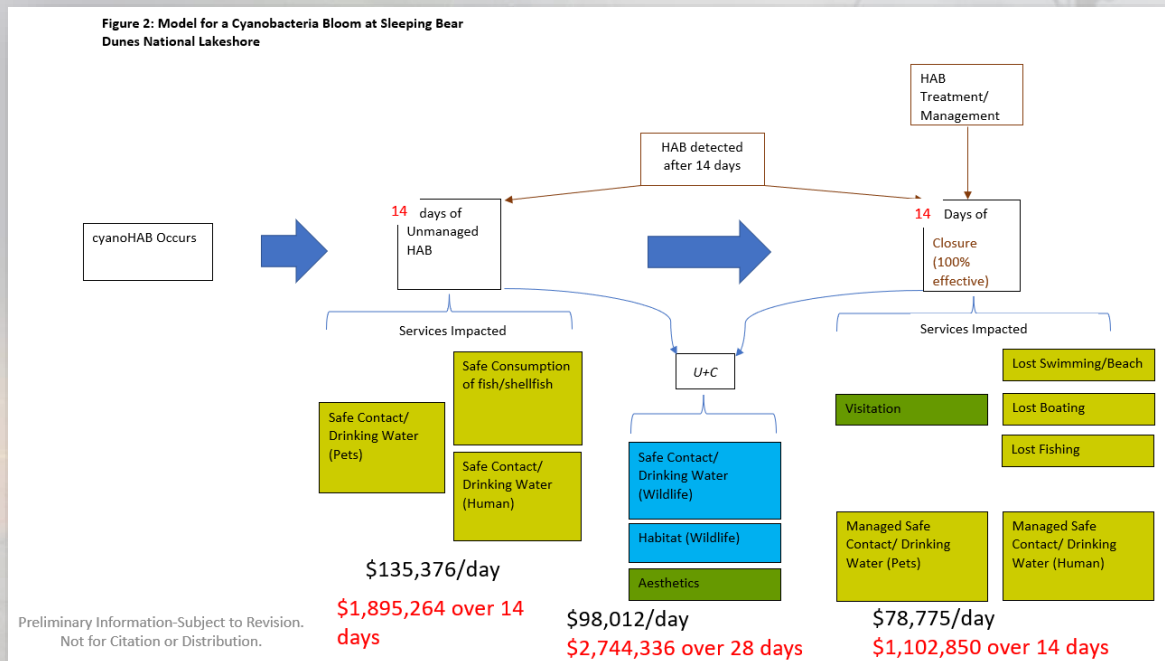 Figure 2: Model for a Cyanobacteria Bloom at Sleeping Bear
Dunes National Lakeshore
HAB
Treatment/
Management
HAB detected
after 14 days
cyanoHAB Occurs
14 days of
Unmanaged
HAB
14 Days of
Closure
(100%
effective)
Services Impacted
Safe Consumption
of fish/shellfish
Safe Contact/
Drinking Water
(Pets)
Safe Contact/
Drinking Water
(Human)
$135,376/day
$1,895,264 over 14
days
U+C
Safe Contact/
Drinking Water
(Wildlife)
Habitat (Wildlife)
Aesthetics
$98,012/day
$2,744,336 over 28 days
Services Impacted
Lost Swimming/Beach
Visitation
Lost Boating
Lost Fishing
Managed Safe
Contact/ Drinking
Water (Pets)
Managed Safe
Contact/ Drinking
Water (Human)
$78,775/day
$1,102,850 over 14 days
Preliminary Information-Subject to Revision.
Not for Citation or Distribution.